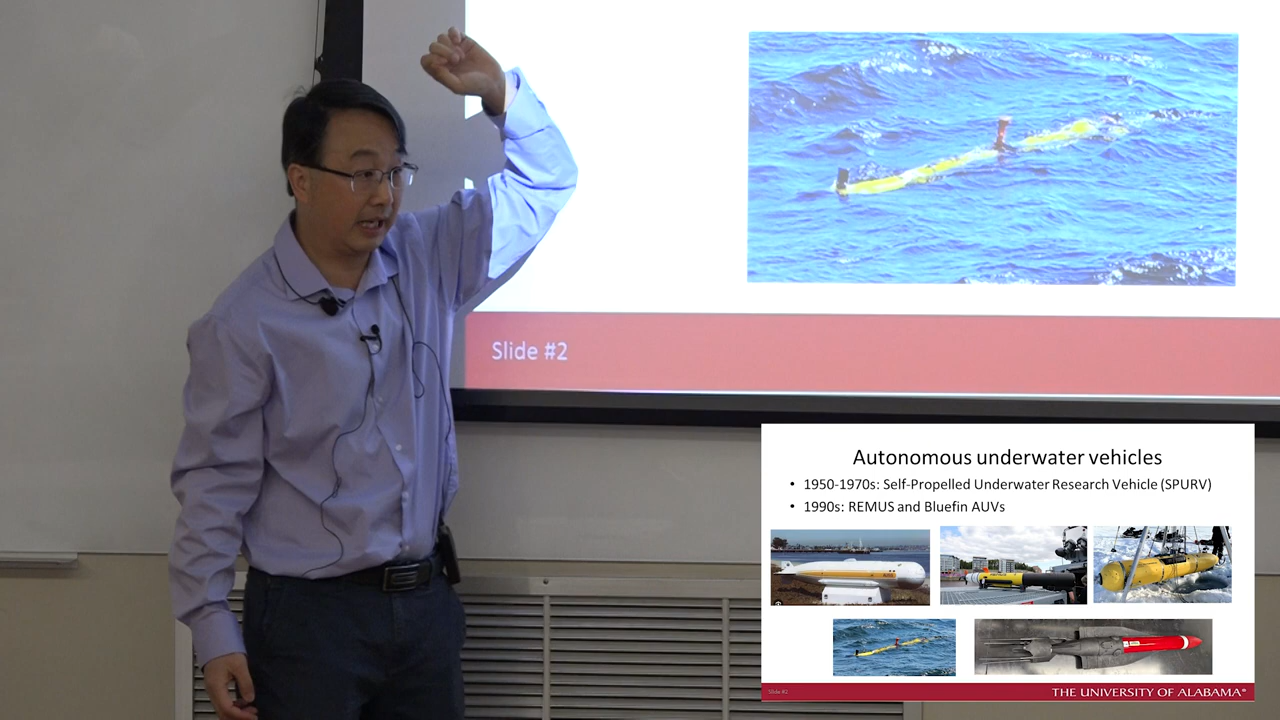 Slide #2
Autonomous underwater vehicles
• 1950-1970s: Self-Propelled Underwater Research Vehicle (SPURV)
• 1990s: REMUS and Bluefin AUVs
Slide #2
THE UNIVERSITY OF ALABAMA®